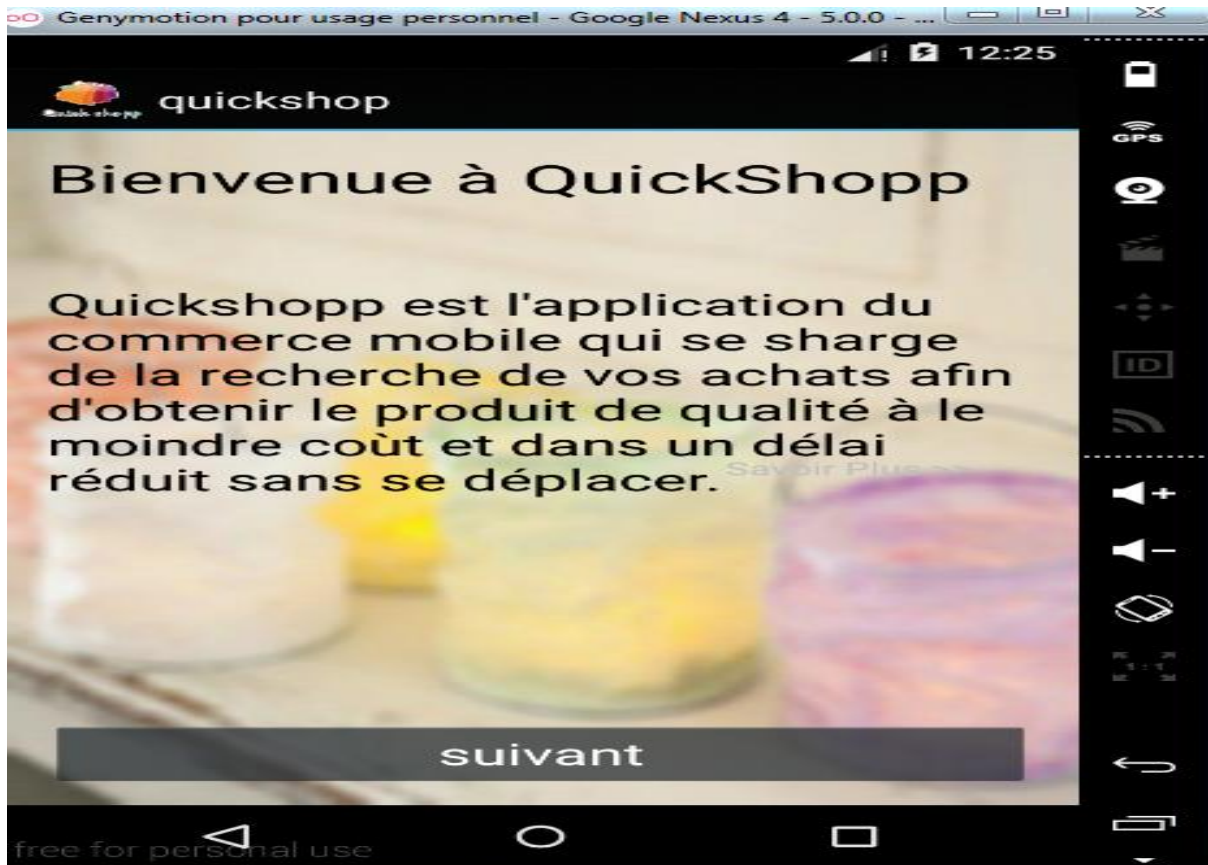 Genymotion pour usage personnel - Google Nexus 4 - 5.0.0 - ...
12:25
quickshop
GPS
Bienvenue à QuickShopp
Quickshopp est l'application du
commerce mobile qui se sharge
de la recherche de vos achats afin
d'obtenir le produit de qualité à le
moindre coùt et dans un délai
réduit sans se déplacer.
Savoir Plus >>
ID
1:1
suivant
free for personal use